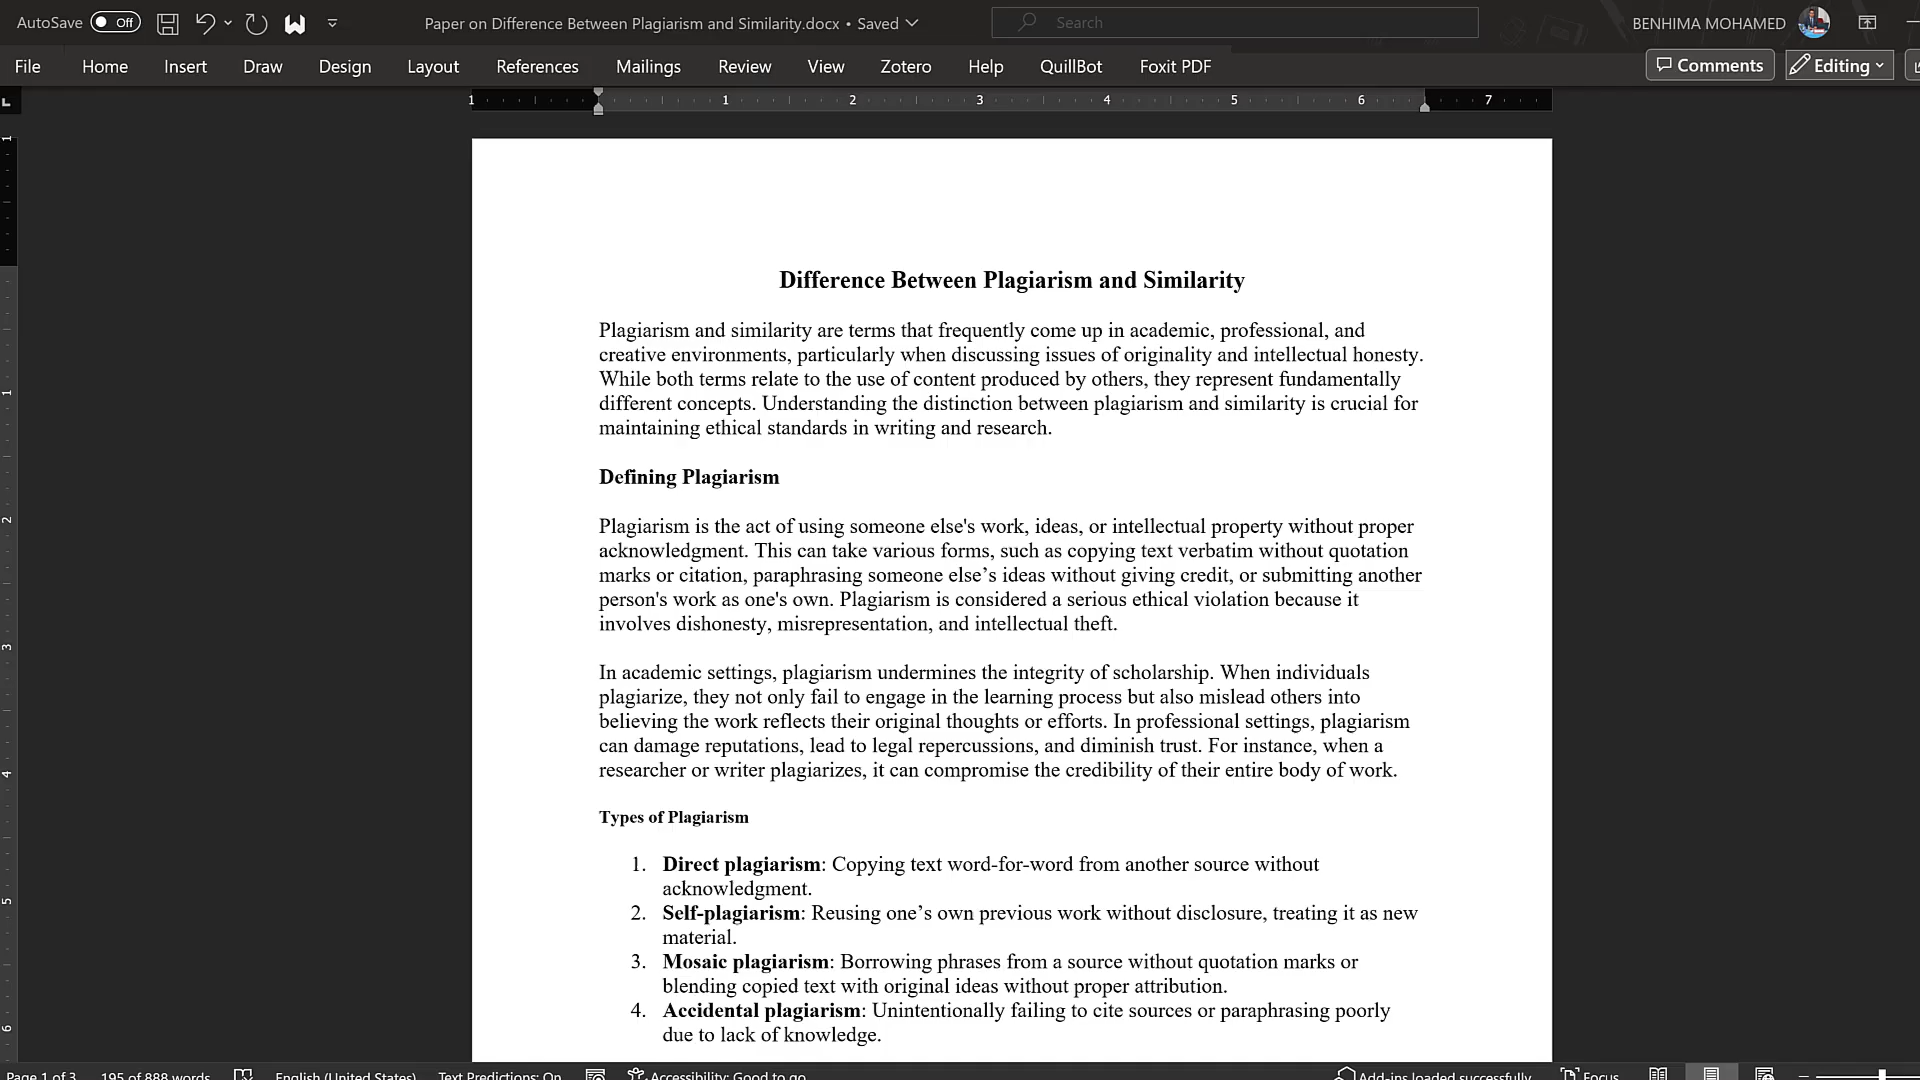 AutoSave Off
Paper on Difference Between Plagiarism and Similarity.docx • Saved
Search
BENHIMA MOHAMED
File Home Insert Draw Design Layout References Mailings Review View Zotero Help QuillBot Foxit PDF
Comments Editing
1 1 2 3 4 5 6 7
Difference Between Plagiarism and Similarity
Plagiarism and similarity are terms that frequently come up in academic, professional, and
creative environments, particularly when discussing issues of originality and intellectual honesty.
While both terms relate to the use of content produced by others, they represent fundamentally
different concepts. Understanding the distinction between plagiarism and similarity is crucial for
maintaining ethical standards in writing and research.
Defining Plagiarism
Plagiarism is the act of using someone else's work, ideas, or intellectual property without proper
acknowledgment. This can take various forms, such as copying text verbatim without quotation
marks or citation, paraphrasing someone else’s ideas without giving credit, or submitting another
person's work as one's own. Plagiarism is considered a serious ethical violation because it
involves dishonesty, misrepresentation, and intellectual theft.
In academic settings, plagiarism undermines the integrity of scholarship. When individuals
plagiarize, they not only fail to engage in the learning process but also mislead others into
believing the work reflects their original thoughts or efforts. In professional settings, plagiarism
can damage reputations, lead to legal repercussions, and diminish trust. For instance, when a
researcher or writer plagiarizes, it can compromise the credibility of their entire body of work.
Types of Plagiarism
1. Direct plagiarism: Copying text word-for-word from another source without
acknowledgment.
2. Self-plagiarism: Reusing one’s own previous work without disclosure, treating it as new
material.
3. Mosaic plagiarism: Borrowing phrases from a source without quotation marks or
blending copied text with original ideas without proper attribution.
4. Accidental plagiarism: Unintentionally failing to cite sources or paraphrasing poorly
due to lack of knowledge.
1
1
2
3
4
5
6
Page 1 of 3 195 of 888 words English (United States) Text Predictions: On Accessibility: Good to go Add-ins loaded successfully Focus